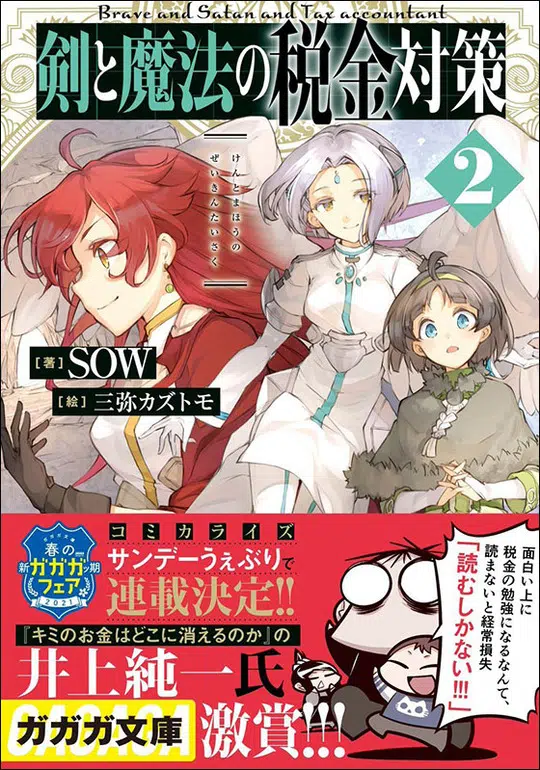 Brave and Satan and Tax accountant
剣と魔法の税金対策
けんとまほうの
ぜいきんたいさく
2
[著] SOW
[絵] 三弥カズトモ
ガガガ文庫
春の
新ガガガッ期
フェア
2021
コミカライズ
サンデーうぇぶりで
連載決定!!
『キミのお金はどこに消えるのか』の
井上純一氏
激賞!!!
GAGAGA
ガガガ文庫
面白い上に
税金の勉強になるなんて、
読まないと経常損失
「読むしかない!!!」